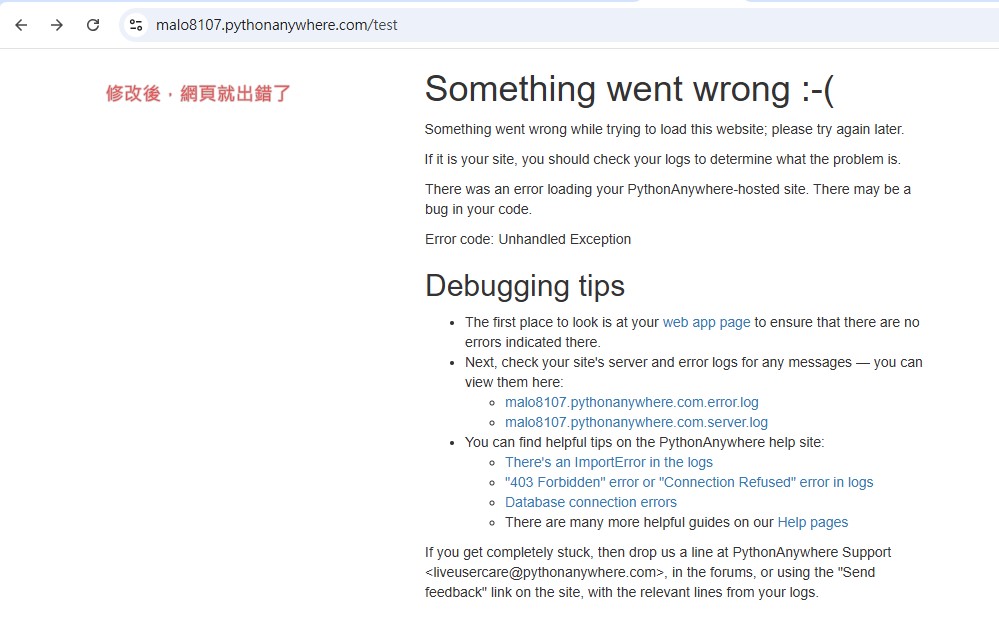 malo8107.pythonanywhere.com/test
修改後，網頁就出錯了
Something went wrong :-(
Something went wrong while trying to load this website; please try again later.
If it is your site, you should check your logs to determine what the problem is.
There was an error loading your PythonAnywhere-hosted site. There may be a
bug in your code.
Error code: Unhandled Exception
Debugging tips
The first place to look is at your web app page to ensure that there are no
errors indicated there.
Next, check your site's server and error logs for any messages — you can
view them here:
malo8107.pythonanywhere.com.error.log
malo8107.pythonanywhere.com.server.log
You can find helpful tips on the PythonAnywhere help site:
There's an ImportError in the logs
"403 Forbidden" error or "Connection Refused" error in logs
Database connection errors
There are many more helpful guides on our Help pages
If you get completely stuck, then drop us a line at PythonAnywhere Support
<liveusercare@pythonanywhere.com>, in the forums, or using the "Send
feedback" link on the site, with the relevant lines from your logs.